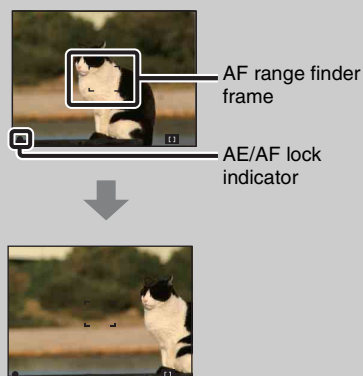 AF range finder
frame
AE/AF lock
indicator